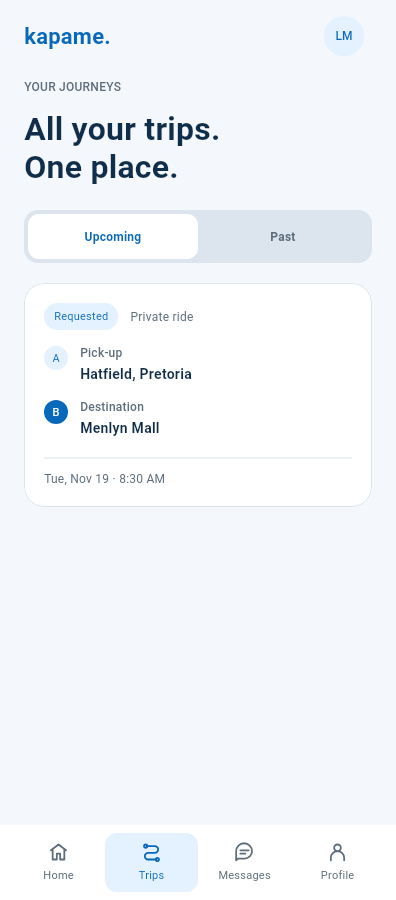 kapame.
LM
YOUR JOURNEYS
All your trips.
One place.
Upcoming
Past
Requested
Private ride
A
Pick-up
Hatfield, Pretoria
B
Destination
Menlyn Mall
Tue, Nov 19 · 8:30 AM
Home
Trips
Messages
Profile